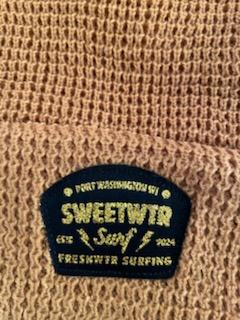 PORT WASHINGTON WI
SWEETWTR
ESTD Surf 2024
FRESHWTR SURFING